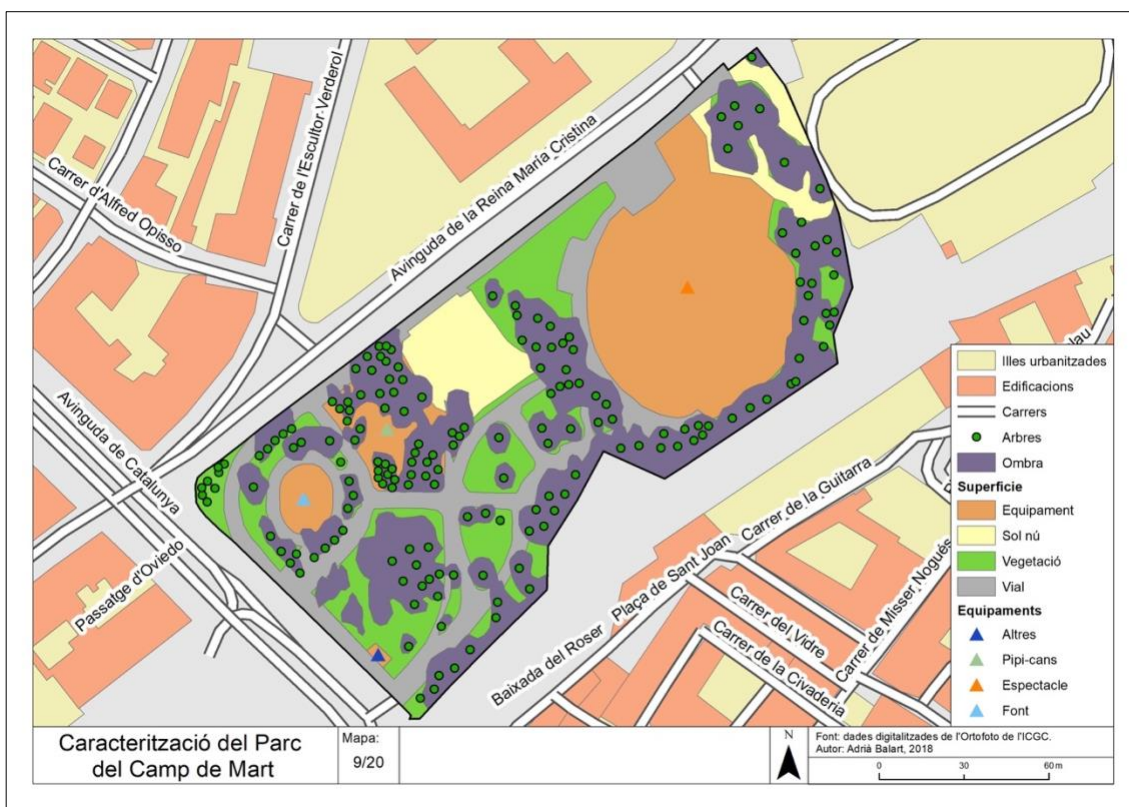 Carrer de l'Escultor Verderol
Carrer d'Alfred Opisso
Avinguda de la Reina Maria Cristina
Avinguda de Catalunya
Passatge d'Oviedo
Baixada del Roser
Plaça de Sant Joan
Carrer de la Guitarra
Carrer del Vidre
Carrer de la Civaderia
Carrer de Misser Nogués
Illes urbanitzades
Edificacions
Carrers
Arbres
Ombra
Superfície
Equipament
Sol nú
Vegetació
Vial
Equipaments
Altres
Pipi-cans
Espectacle
Font
Caracterització del Parc
del Camp de Mart
Mapa:
9/20
N
Font: dades digitalitzades de l'Ortofoto de l'ICGC.
Autor: Adrià Balart, 2018
0 30 60 m